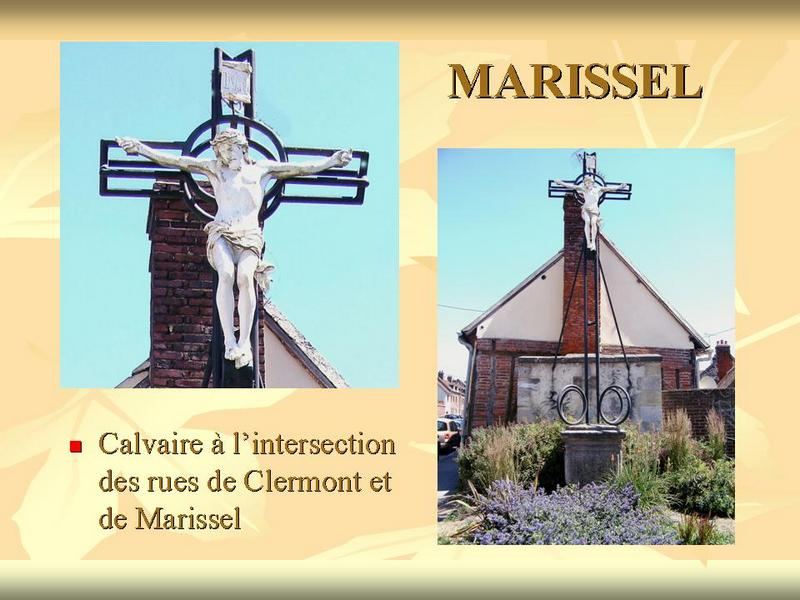 MARISSEL
Calvaire à l'intersection
des rues de Clermont et
de Marissel